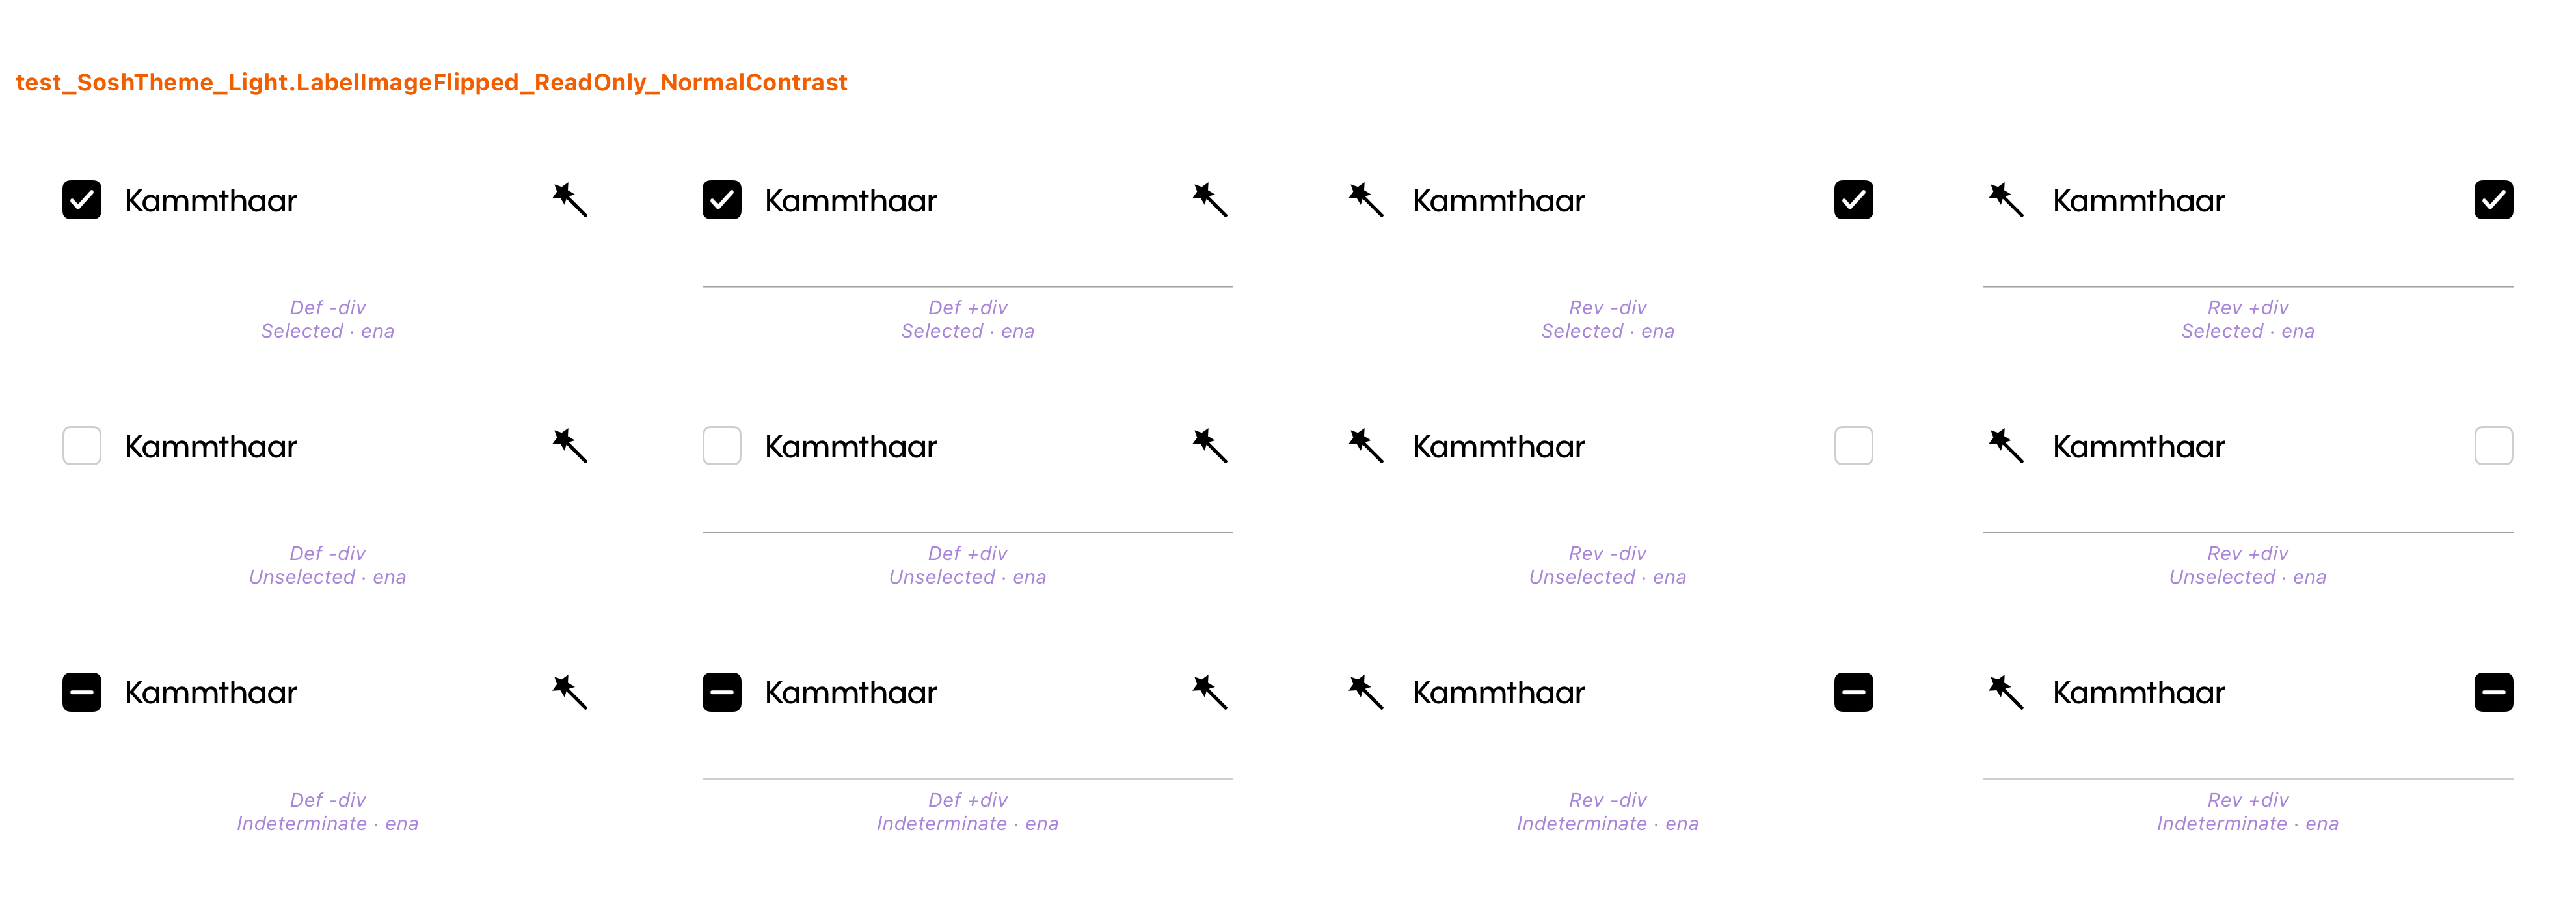 test_SoshTheme_Light.LabelImageFlipped_ReadOnly_NormalContrast
Kammthaar
Kammthaar
Kammthaar
Kammthaar
Def -div
Selected · ena
Def +div
Selected · ena
Rev -div
Selected · ena
Rev +div
Selected · ena
Kammthaar
Kammthaar
Kammthaar
Kammthaar
Def -div
Unselected · ena
Def +div
Unselected · ena
Rev -div
Unselected · ena
Rev +div
Unselected · ena
Kammthaar
Kammthaar
Kammthaar
Kammthaar
Def -div
Indeterminate · ena
Def +div
Indeterminate · ena
Rev -div
Indeterminate · ena
Rev +div
Indeterminate · ena